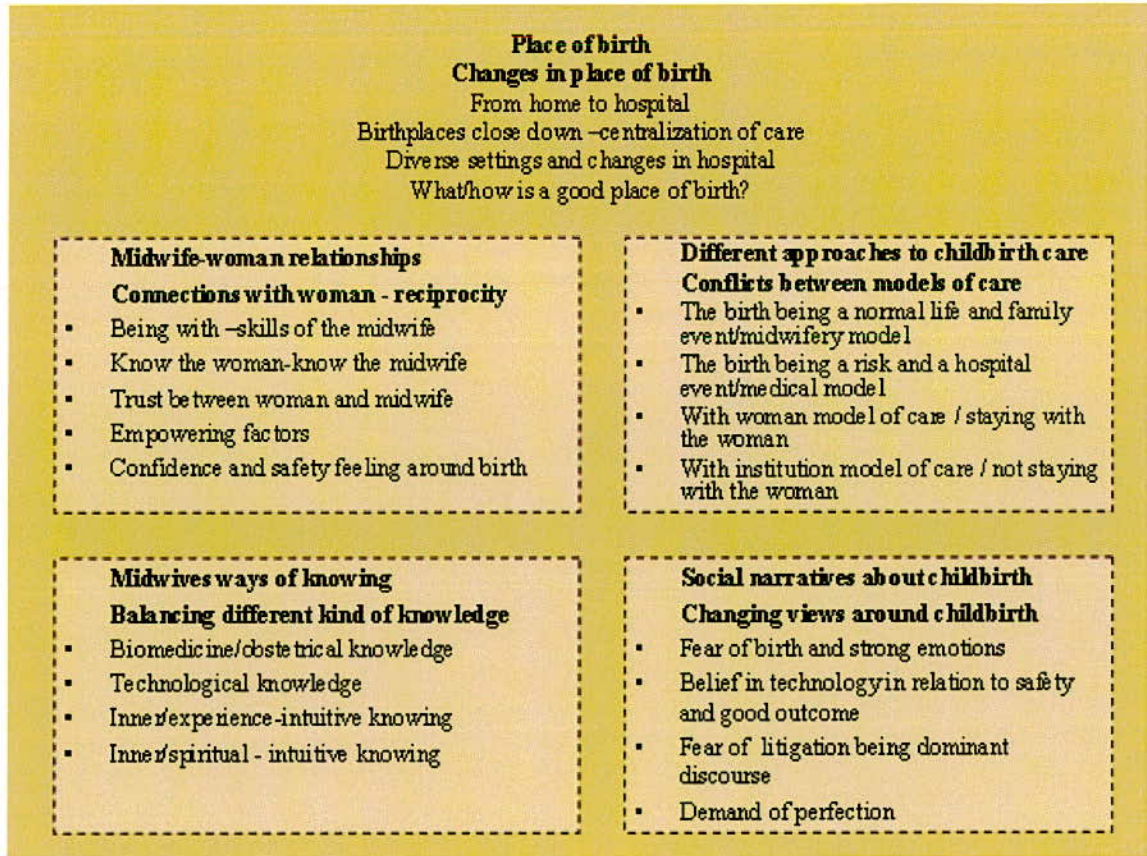 Place of birth
Changes in place of birth
From home to hospital
Birthplaces close down –centralization of care
Diverse settings and changes in hospital
What/how is a good place of birth?
Midwife-woman relationships
Connections with woman - reciprocity
▪ Being with –skills of the midwife
▪ Know the woman-know the midwife
▪ Trust between woman and midwife
▪ Empowering factors
▪ Confidence and safety feeling around birth
Different approaches to childbirth care
Conflicts between models of care
▪ The birth being a normal life and family
event/midwifery model
▪ The birth being a risk and a hospital
event/medical model
▪ With woman model of care / staying with
the woman
▪ With institution model of care / not staying
with the woman
Midwives ways of knowing
Balancing different kind of knowledge
▪ Biomedicine/obstetrical knowledge
▪ Technological knowledge
▪ Inner/experience-intuitive knowing
▪ Inner/spiritual - intuitive knowing
Social narratives about childbirth
Changing views around childbirth
▪ Fear of birth and strong emotions
▪ Belief in technology in relation to safety
and good outcome
▪ Fear of litigation being dominant
discourse
▪ Demand of perfection